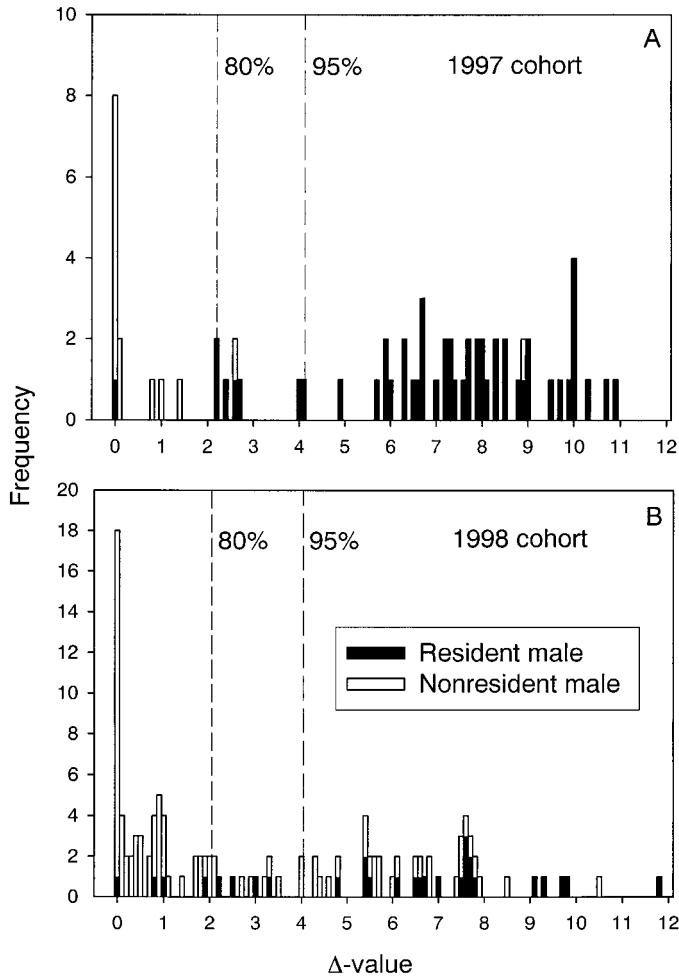 A
80%
95%
1997 cohort
10
8
6
4
2
0
0 1 2 3 4 5 6 7 8 9 10 11 12
Frequency
B
80%
95%
1998 cohort
Resident male
Nonresident male
20
18
16
14
12
10
8
6
4
2
0
0 1 2 3 4 5 6 7 8 9 10 11 12
Δ-value